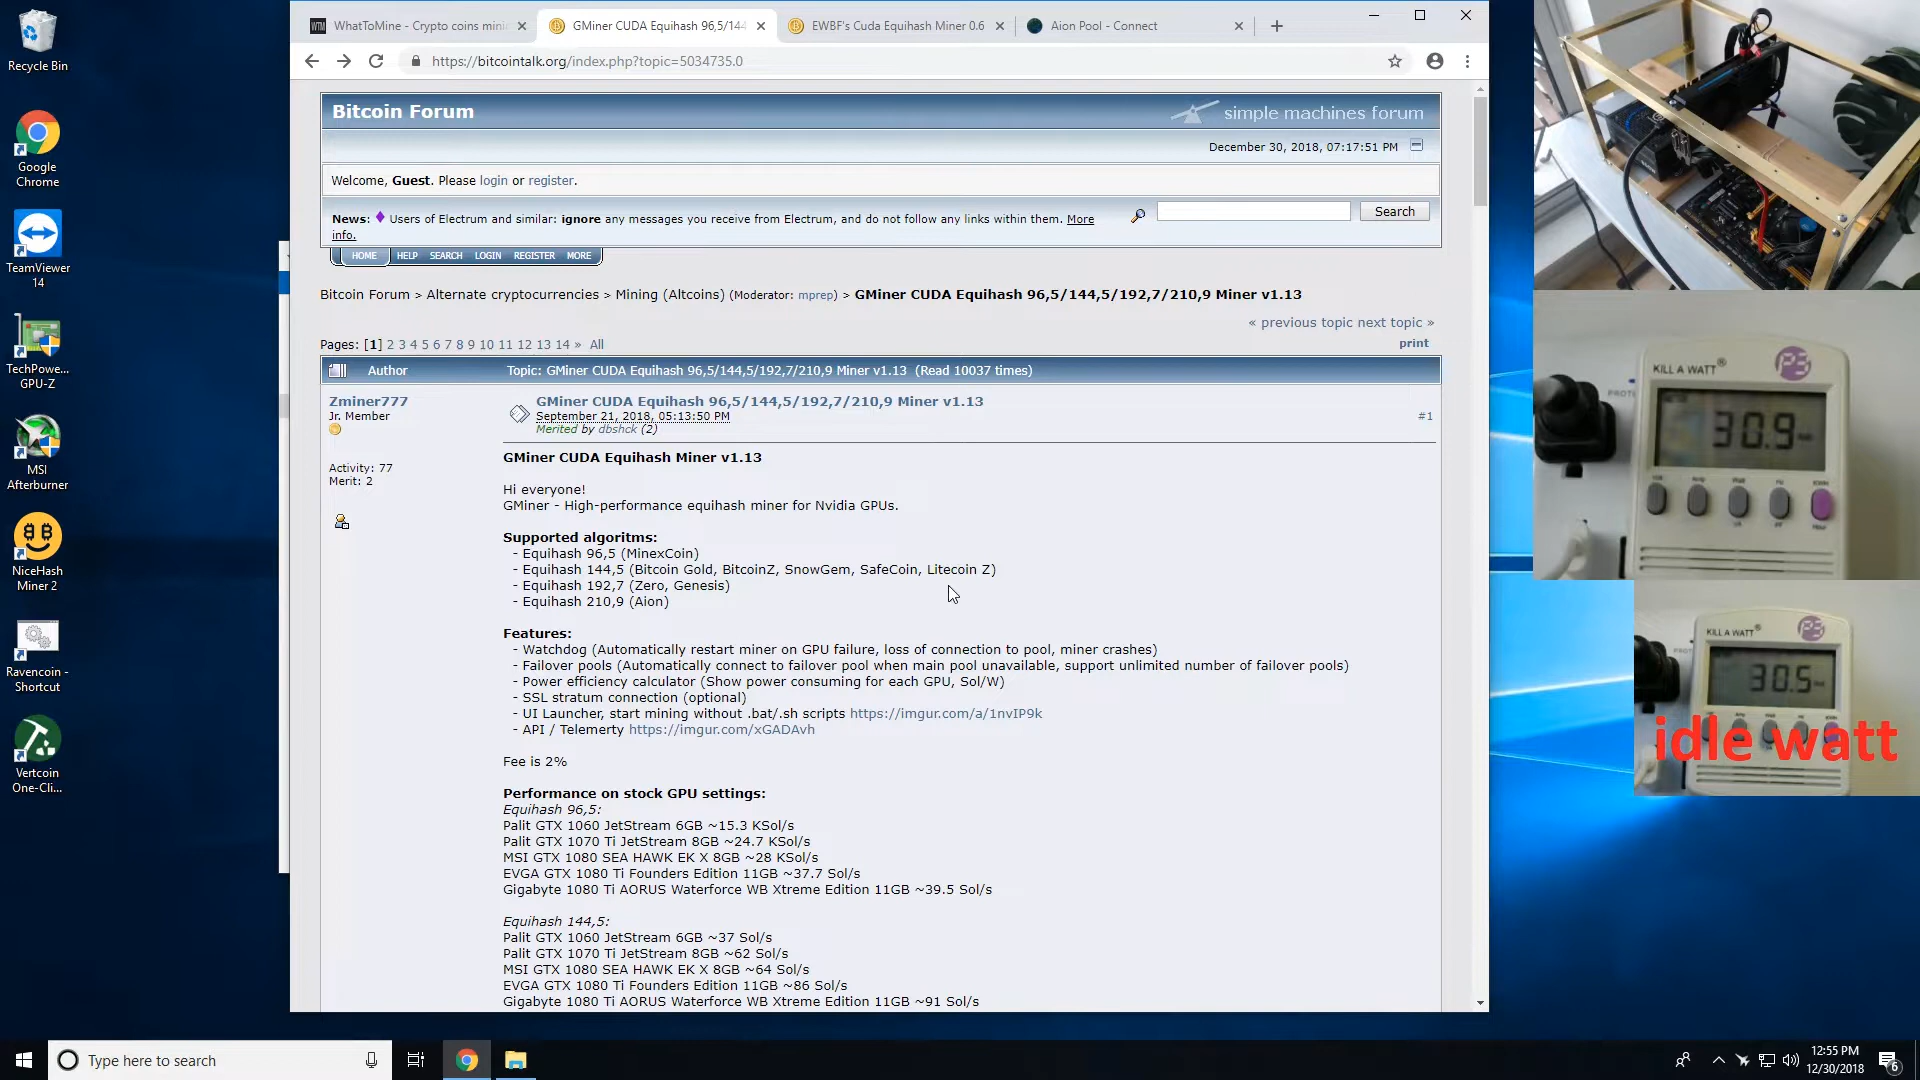 Recycle Bin
Google
Chrome
TeamViewer
14
TechPowe...
GPU-Z
MSI
Afterburner
NiceHash
Miner 2
Ravencoin -
Shortcut
Vertcoin
One-Cli...
WhatToMine - Crypto coins mini
GMiner CUDA Equihash 96,5/144
EWBF's Cuda Equihash Miner 0.6
Aion Pool - Connect
https://bitcointalk.org/index.php?topic=5034735.0
Bitcoin Forum
simple machines forum
December 30, 2018, 07:17:51 PM
Welcome, Guest. Please login or register.
News: Users of Electrum and similar: ignore any messages you receive from Electrum, and do not follow any links within them. More
info.
Search
HOME HELP SEARCH LOGIN REGISTER MORE
Bitcoin Forum > Alternate cryptocurrencies > Mining (Altcoins) (Moderator: mprep) > GMiner CUDA Equihash 96,5/144,5/192,7/210,9 Miner v1.13
« previous topic next topic »
Pages: [1] 2 3 4 5 6 7 8 9 10 11 12 13 14 » All
print
Author
Topic: GMiner CUDA Equihash 96,5/144,5/192,7/210,9 Miner v1.13 (Read 10037 times)
Zminer777
Jr. Member
Activity: 77
Merit: 2
GMiner CUDA Equihash 96,5/144,5/192,7/210,9 Miner v1.13
September 21, 2018, 05:13:50 PM
Merited by dbshck (2)
#1
GMiner CUDA Equihash Miner v1.13
Hi everyone!
GMiner - High-performance equihash miner for Nvidia GPUs.
Supported algoritms:
- Equihash 96,5 (MinexCoin)
- Equihash 144,5 (Bitcoin Gold, BitcoinZ, SnowGem, SafeCoin, Litecoin Z)
- Equihash 192,7 (Zero, Genesis)
- Equihash 210,9 (Aion)
Features:
- Watchdog (Automatically restart miner on GPU failure, loss of connection to pool, miner crashes)
- Failover pools (Automatically connect to failover pool when main pool unavailable, support unlimited number of failover pools)
- Power efficiency calculator (Show power consuming for each GPU, Sol/W)
- SSL stratum connection (optional)
- UI Launcher, start mining without .bat/.sh scripts https://imgur.com/a/1nvIP9k
- API / Telemerty https://imgur.com/xGADAvh
Fee is 2%
Performance on stock GPU settings:
Equihash 96,5:
Palit GTX 1060 JetStream 6GB ~15.3 KSol/s
Palit GTX 1070 Ti JetStream 8GB ~24.7 KSol/s
MSI GTX 1080 SEA HAWK EK X 8GB ~28 KSol/s
EVGA GTX 1080 Ti Founders Edition 11GB ~37.7 Sol/s
Gigabyte 1080 Ti AORUS Waterforce WB Xtreme Edition 11GB ~39.5 Sol/s
Equihash 144,5:
Palit GTX 1060 JetStream 6GB ~37 Sol/s
Palit GTX 1070 Ti JetStream 8GB ~62 Sol/s
MSI GTX 1080 SEA HAWK EK X 8GB ~64 Sol/s
EVGA GTX 1080 Ti Founders Edition 11GB ~86 Sol/s
Gigabyte 1080 Ti AORUS Waterforce WB Xtreme Edition 11GB ~91 Sol/s
KILL A WATT
P3
30.9
KILL A WATT
P3
30.5
idle watt
Type here to search
12:55 PM
12/30/2018
6